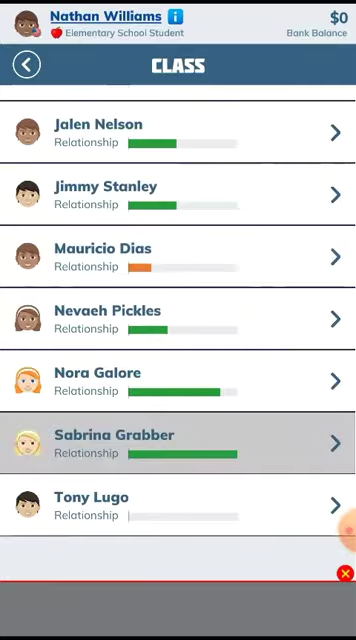 Nathan Williams
$0
Elementary School Student
Bank Balance
CLASS
Jalen Nelson
Relationship
Jimmy Stanley
Relationship
Mauricio Dias
Relationship
Nevaeh Pickles
Relationship
Nora Galore
Relationship
Sabrina Grabber
Relationship
Tony Lugo
Relationship